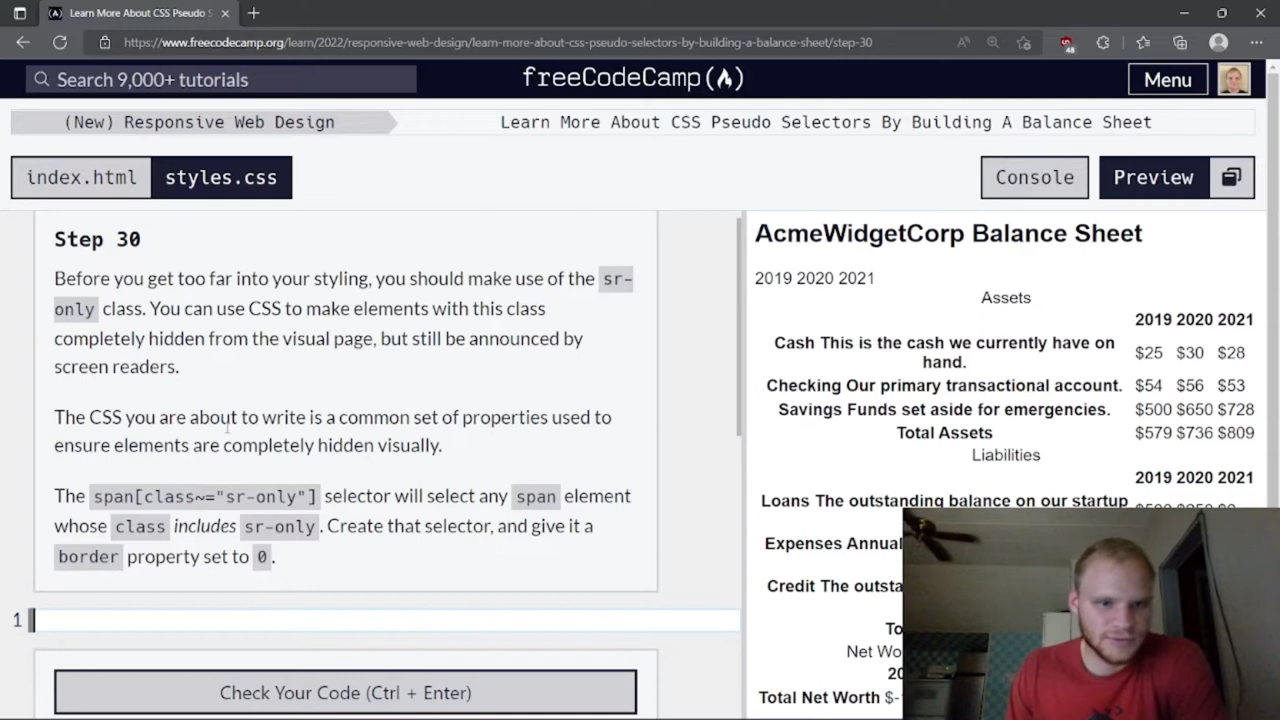 Learn More About CSS Pseudo S
https://www.freecodecamp.org/learn/2022/responsive-web-design/learn-more-about-css-pseudo-selectors-by-building-a-balance-sheet/step-30
48
Search 9,000+ tutorials
freeCodeCamp
Menu
(New) Responsive Web Design
Learn More About CSS Pseudo Selectors By Building A Balance Sheet
index.html
styles.css
Console
Preview
Step 30
Before you get too far into your styling, you should make use of the sr-
only class. You can use CSS to make elements with this class
completely hidden from the visual page, but still be announced by
screen readers.
The CSS you are about to write is a common set of properties used to
ensure elements are completely hidden visually.
The span[class~="sr-only"] selector will select any span element
whose class includes sr-only. Create that selector, and give it a
border property set to 0.
1
Check Your Code (Ctrl + Enter)
AcmeWidgetCorp Balance Sheet
2019 2020 2021
Assets
2019 2020 2021
Cash This is the cash we currently have on
hand.
$25 $30 $28
Checking Our primary transactional account. $54 $56 $53
Savings Funds set aside for emergencies. $500 $650 $728
Total Assets $579 $736 $809
Liabilities
2019 2020 2021
Loans The outstanding balance on our startup
Expenses Annual
Credit The outsta
To
Net Wo
20
Total Net Worth $-